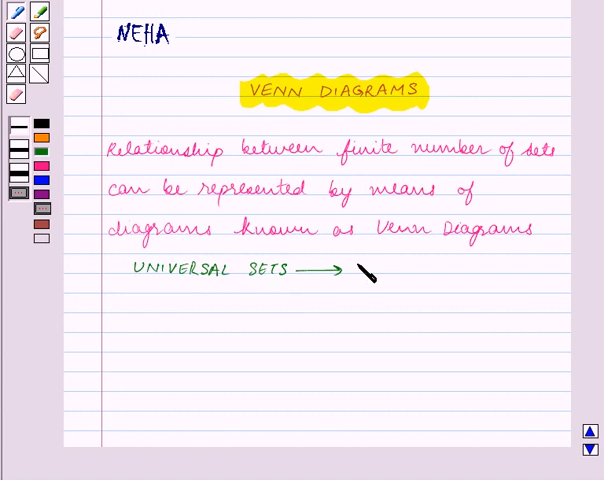 NEHA
VENN DIAGRAMS
Relationship between finite number of sets
can be represented by means of
diagrams known as Venn Diagrams
UNIVERSAL SETS →